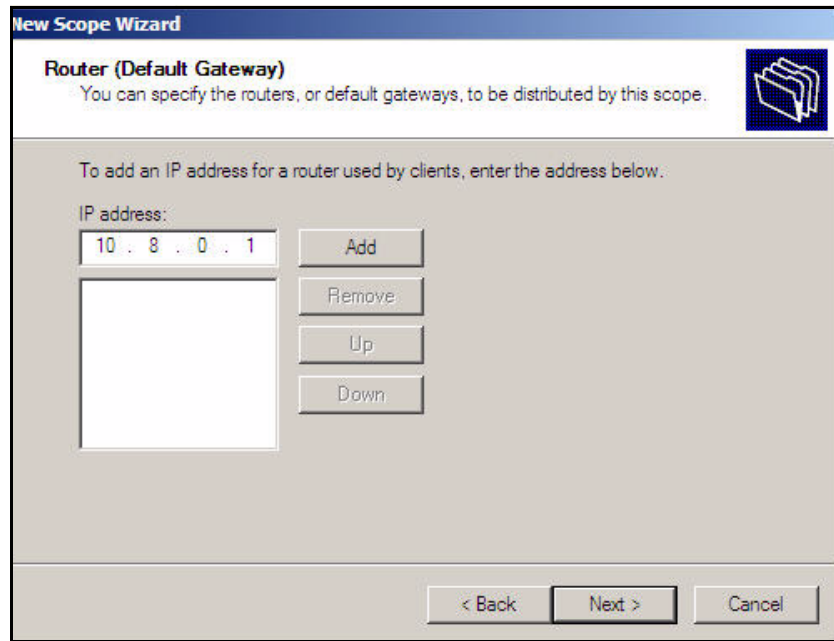 New Scope Wizard
Router (Default Gateway)
You can specify the routers, or default gateways, to be distributed by this scope.
To add an IP address for a router used by clients, enter the address below.
IP address:
10 . 8 . 0 . 1
Add
Remove
Up
Down
< Back
Next >
Cancel